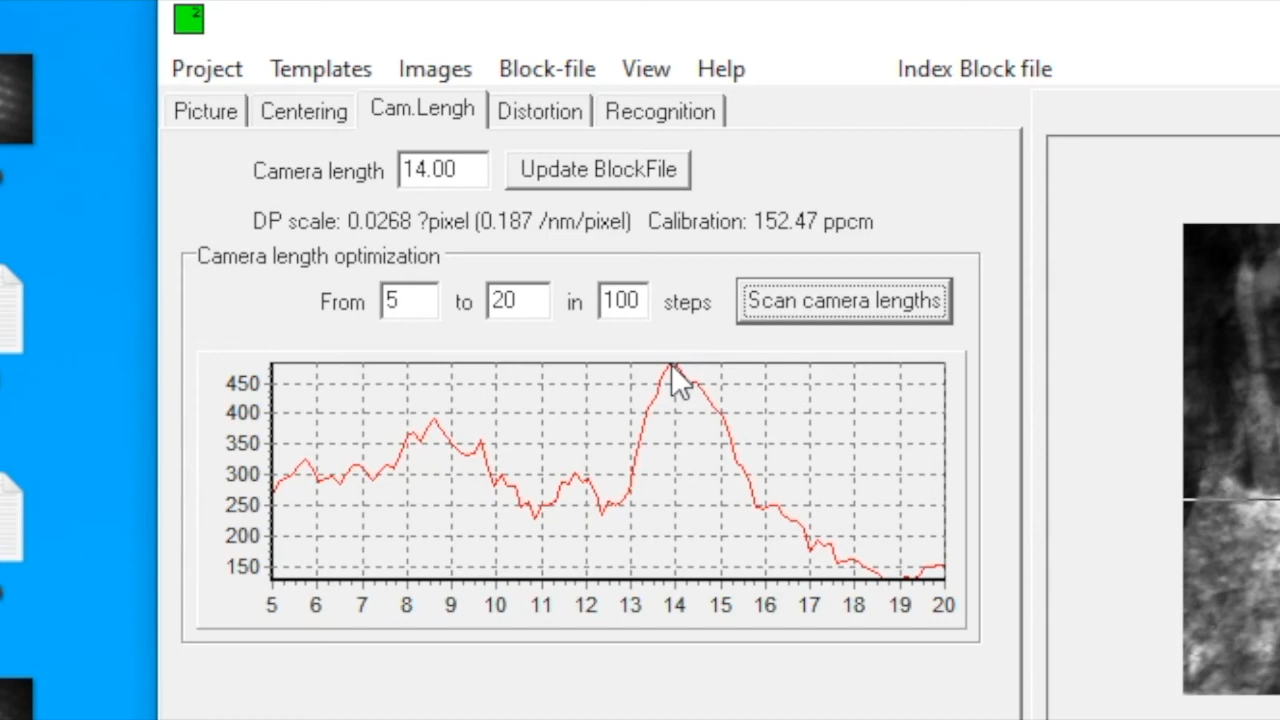 2
Project Templates Images Block-file View Help Index Block file
Picture Centering Cam.Lengh Distortion Recognition
Camera length 14.00 Update BlockFile
DP scale: 0.0268 ?pixel (0.187 /nm/pixel) Calibration: 152.47 ppcm
Camera length optimization
From 5 to 20 in 100 steps Scan camera lengths
450
400
350
300
250
200
150
5 6 7 8 9 10 11 12 13 14 15 16 17 18 19 20